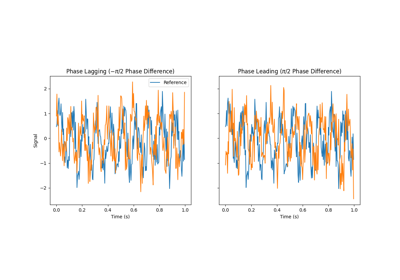 Phase Lagging (−π/2 Phase Difference)
Reference
Signal
2
1
0
−1
−2
0.0 0.2 0.4 0.6 0.8 1.0
Time (s)
Phase Leading (π/2 Phase Difference)
0.0 0.2 0.4 0.6 0.8 1.0
Time (s)